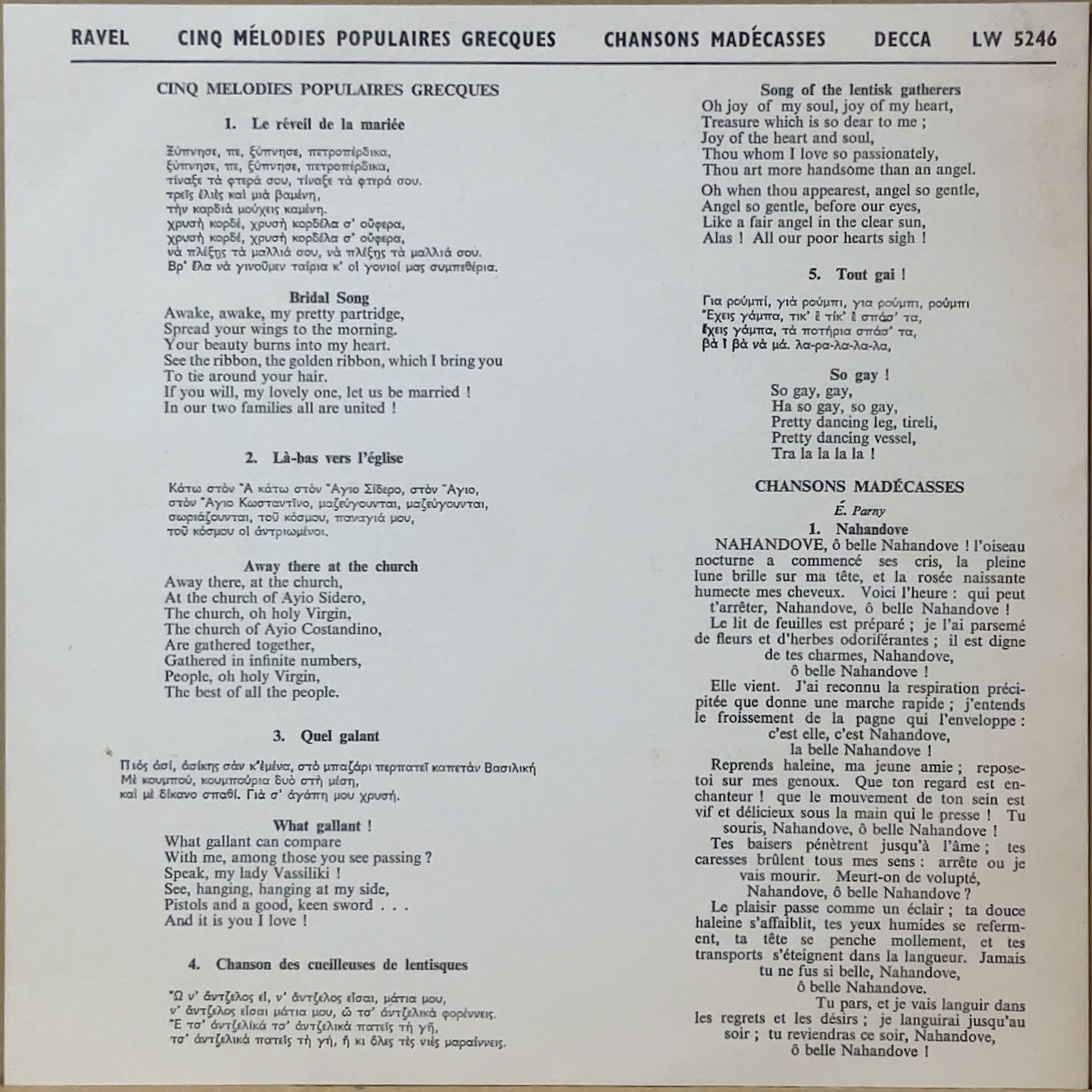 RAVEL CINQ MÉLODIES POPULAIRES GRECQUES CHANSONS MADÉCASSES DECCA LW 5246
CINQ MELODIES POPULAIRES GRECQUES
1. Le réveil de la mariée
Ξύπνησε, πε, ξύπνησε, πετροπέρδικα,
ξύπνησε, πε, ξύπνησε, πετροπέρδικα,
τίναξε τὰ φτερά σου, τίναξε τὰ φτερά σου.
τρεῖς ἐλιὲς καὶ μιὰ βαμένη,
τὴν καρδιὰ μούχεις καμένη.
χρυσὴ κορδέ, χρυσὴ κορδέλα σ' οὔφερα,
χρυσὴ κορδέ, χρυσὴ κορδέλα σ' οὔφερα,
νὰ πλέξῃς τὰ μαλλιά σου, νὰ πλέξῃς τὰ μαλλιά σου.
Βρ' ἔλα νὰ γινοῦμεν ταίρια κ' οἱ γονιοί μας συμπεθέρια.
Bridal Song
Awake, awake, my pretty partridge,
Spread your wings to the morning.
Your beauty burns into my heart.
See the ribbon, the golden ribbon, which I bring you
To tie around your hair.
If you will, my lovely one, let us be married !
In our two families all are united !
2. Là-bas vers l'église
Κάτω στὸν Ἅ κάτω στὸν Ἅγιο Σίδερο, στὸν Ἅγιο,
στὸν Ἅγιο Κωσταντῖνο, μαζεύγουνται, μαζεύγουνται,
σωριάζουνται, τοῦ κόσμου, παναγιά μου,
τοῦ κόσμου οἱ ἀντριωμένοι.
Away there at the church
Away there, at the church,
At the church of Ayio Sidero,
The church, oh holy Virgin,
The church of Ayio Costandino,
Are gathered together,
Gathered in infinite numbers,
People, oh holy Virgin,
The best of all the people.
3. Quel galant
Πιὸς ἀσί, ἀσίκης σὰν κ'ἐμένα, στὸ μπαζάρι περπατεῖ καπετὰν Βασιλική
Μὲ κουμπού, κουμπούρια δυὸ στὴ μέση,
καὶ μὲ δίκανο σπαθί. Γιὰ σ' ἀγάπη μου χρυσή.
What gallant !
What gallant can compare
With me, among those you see passing ?
Speak, my lady Vassiliki !
See, hanging, hanging at my side,
Pistols and a good, keen sword . . .
And it is you I love !
4. Chanson des cueilleuses de lentisques
Ὢ ν' ἄντζελος εἶ, ν' ἄντζελος εἶσαι, μάτια μου,
ν' ἄντζελος εἶσαι μάτια μου, ὢ τσ' ἀντζελικὰ φορένvεις.
Ἔ τσ' ἀντζελικά τσ' ἀντζελικὰ πατεῖς τὴ γῆ,
τσ' ἀντζελικὰ πατεῖς τὴ γή, ἤ κι ὅλες τὲς νιὲς μαραίννεις.
Song of the lentisk gatherers
Oh joy of my soul, joy of my heart,
Treasure which is so dear to me ;
Joy of the heart and soul,
Thou whom I love so passionately,
Thou art more handsome than an angel.
Oh when thou appearest, angel so gentle,
Angel so gentle, before our eyes,
Like a fair angel in the clear sun,
Alas ! All our poor hearts sigh !
5. Tout gai !
Για ρούμπί, γιὰ ρούμπι, για ρούμπι, ρούμπι
Ἔχεις γάμπα, τικ' ἒ τίκ' ἒ σπάσ' τα,
ἔχεις γάμπα, τὰ ποτήρια σπάσ' τα,
βὰ ῒ βὰ νὰ μά. λα-ρα-λα-λα-λα,
So gay !
So gay, gay,
Ha so gay, so gay,
Pretty dancing leg, tireli,
Pretty dancing vessel,
Tra la la la la !
CHANSONS MADÉCASSES
É. Parny
1. Nahandove
NAHANDOVE, ô belle Nahandove ! l'oiseau
nocturne a commencé ses cris, la pleine
lune brille sur ma tête, et la rosée naissante
humecte mes cheveux. Voici l'heure : qui peut
t'arrêter, Nahandove, ô belle Nahandove !
Le lit de feuilles est préparé ; je l'ai parsemé
de fleurs et d'herbes odoriférantes ; il est digne
de tes charmes, Nahandove,
ô belle Nahandove !
Elle vient. J'ai reconnu la respiration préci-
pitée que donne une marche rapide ; j'entends
le froissement de la pagne qui l'enveloppe :
c'est elle, c'est Nahandove,
la belle Nahandove !
Reprends haleine, ma jeune amie ; repose-
toi sur mes genoux. Que ton regard est en-
chanteur ! que le mouvement de ton sein est
vif et délicieux sous la main qui le presse ! Tu
souris, Nahandove, ô belle Nahandove !
Tes baisers pénètrent jusqu'à l'âme ; tes
caresses brûlent tous mes sens : arrête ou je
vais mourir. Meurt-on de volupté,
Nahandove, ô belle Nahandove ?
Le plaisir passe comme un éclair ; ta douce
haleine s'affaiblit, tes yeux humides se referm-
ent, ta tête se penche mollement, et tes
transports s'éteignent dans la langueur. Jamais
tu ne fus si belle, Nahandove,
ô belle Nahandove.
Tu pars, et je vais languir dans
les regrets et les désirs ; je languirai jusqu'au
soir ; tu reviendras ce soir, Nahandove,
ô belle Nahandove !